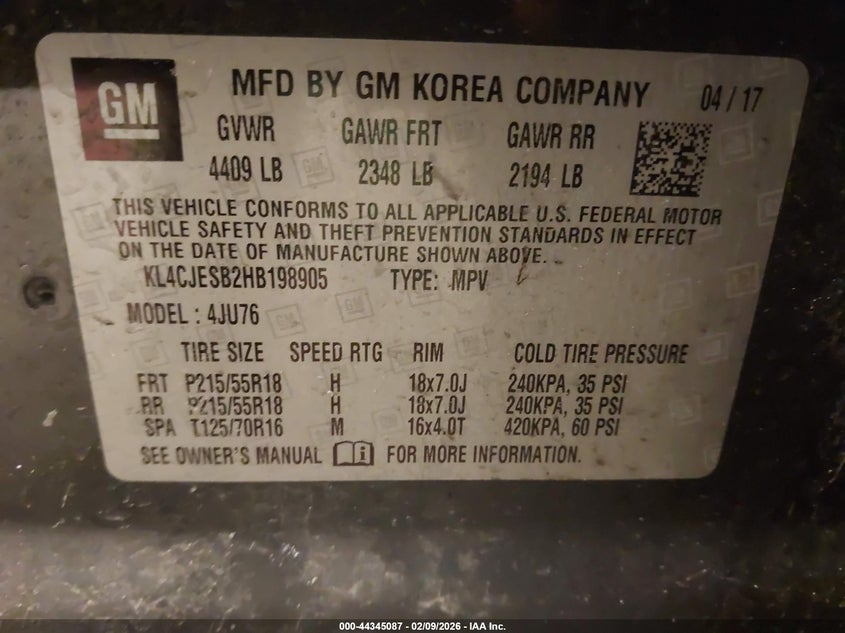 GM
MFD BY GM KOREA COMPANY 04 / 17
GVWR GAWR FRT GAWR RR
4409 LB 2348 LB 2194 LB
THIS VEHICLE CONFORMS TO ALL APPLICABLE U.S. FEDERAL MOTOR
VEHICLE SAFETY AND THEFT PREVENTION STANDARDS IN EFFECT
ON THE DATE OF MANUFACTURE SHOWN ABOVE.
KL4CJESB2HB198905 TYPE: MPV
MODEL : 4JU76
TIRE SIZE SPEED RTG RIM COLD TIRE PRESSURE
FRT P215/55R18 H 18x7.0J 240KPA, 35 PSI
RR P215/55R18 H 18x7.0J 240KPA, 35 PSI
SPA T125/70R16 M 16x4.0T 420KPA, 60 PSI
SEE OWNER'S MANUAL FOR MORE INFORMATION.
000-44345087 - 02/09/2026 - IAA Inc.